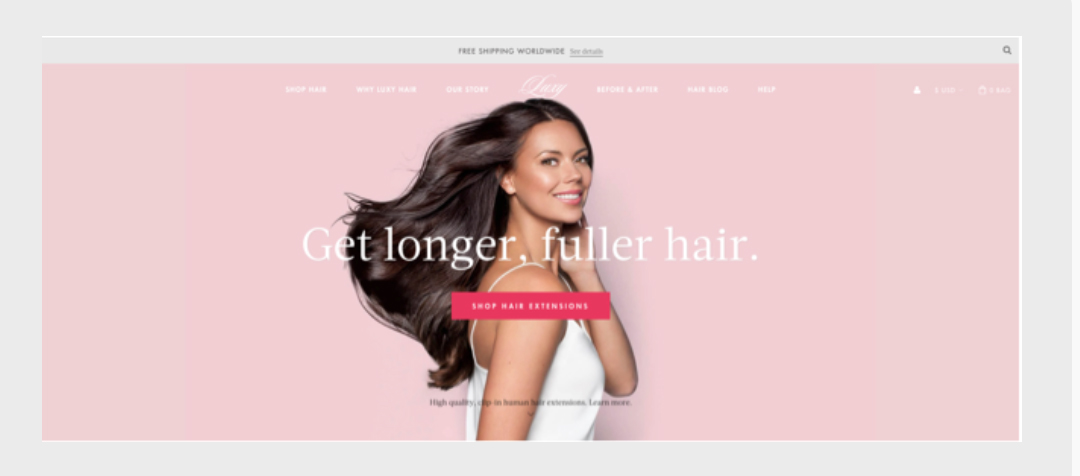 FREE SHIPPING WORLDWIDE See details
SHOP HAIR WHY LUXY HAIR OUR STORY Luxy BEFORE & AFTER HAIR BLOG HELP $ USD 0 BAG
Get longer, fuller hair.
SHOP HAIR EXTENSIONS
High quality, clip-in human hair extensions. Learn more.